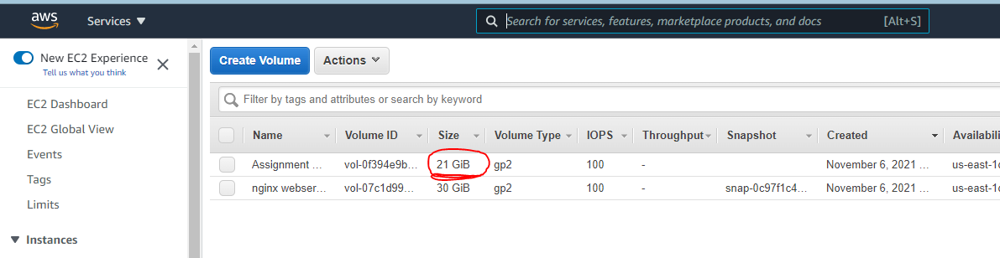 aws Services Search for services, features, marketplace products, and docs [Alt+S]
New EC2 Experience
Tell us what you think
EC2 Dashboard
EC2 Global View
Events
Tags
Limits
Instances
Create Volume Actions
Filter by tags and attributes or search by keyword
Name Volume ID Size Volume Type IOPS Throughput Snapshot Created Availabili
Assignment ... vol-0f394e9b... 21 GiB gp2 100 - November 6, 2021 ... us-east-1
nginx webser... vol-07c1d99... 30 GiB gp2 100 - snap-0c97f1c4... November 6, 2021 ... us-east-1